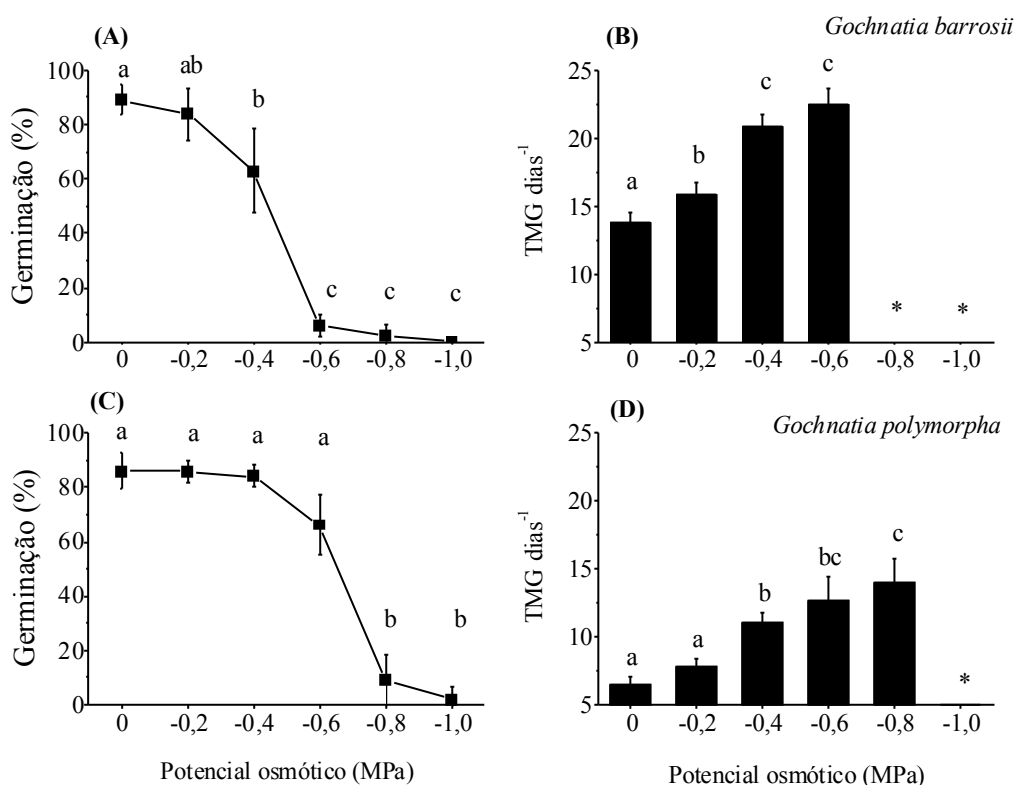 Gochnatia barrosii
(A)
Germinação (%)
100
80
60
40
20
0
a
ab
b
c
c
c
0 -0,2 -0,4 -0,6 -0,8 -1,0
(B)
TMG dias⁻¹
25
20
15
10
5
a
b
c
c
*
*
0 -0,2 -0,4 -0,6 -0,8 -1,0
(C)
Germinação (%)
100
80
60
40
20
0
a
a
a
a
b
b
0 -0,2 -0,4 -0,6 -0,8 -1,0
Potencial osmótico (MPa)
(D)
Gochnatia polymorpha
TMG dias⁻¹
25
20
15
10
5
a
a
b
bc
c
*
0 -0,2 -0,4 -0,6 -0,8 -1,0
Potencial osmótico (MPa)